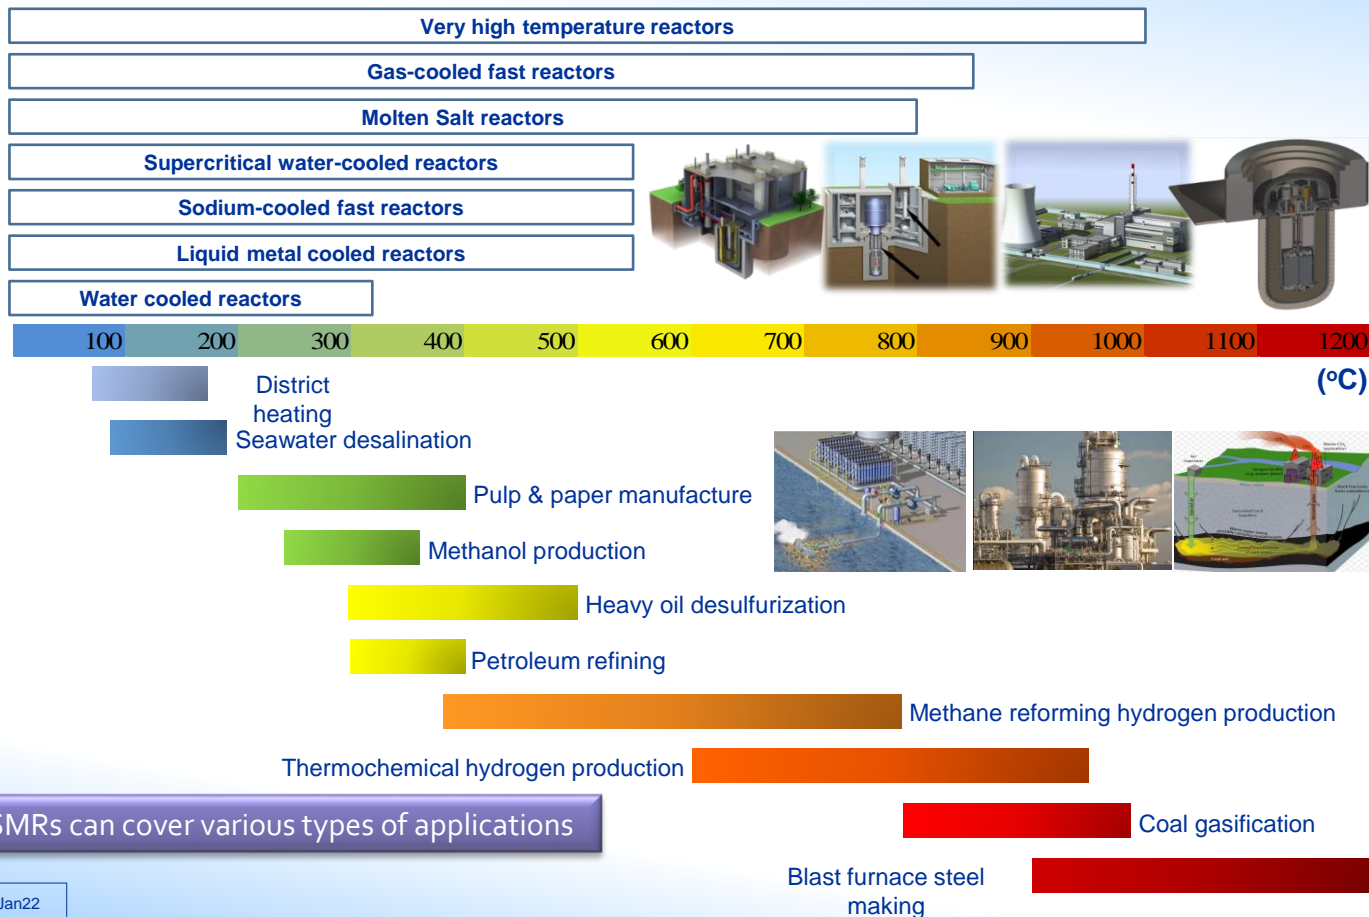 Very high temperature reactors
Gas-cooled fast reactors
Molten Salt reactors
Supercritical water-cooled reactors
Sodium-cooled fast reactors
Liquid metal cooled reactors
Water cooled reactors
100 200 300 400 500 600 700 800 900 1000 1100 1200
(°C)
District
heating
Seawater desalination
Pulp & paper manufacture
Methanol production
Heavy oil desulfurization
Petroleum refining
Methane reforming hydrogen production
Thermochemical hydrogen production
SMRs can cover various types of applications
Coal gasification
Blast furnace steel
making
Jan22